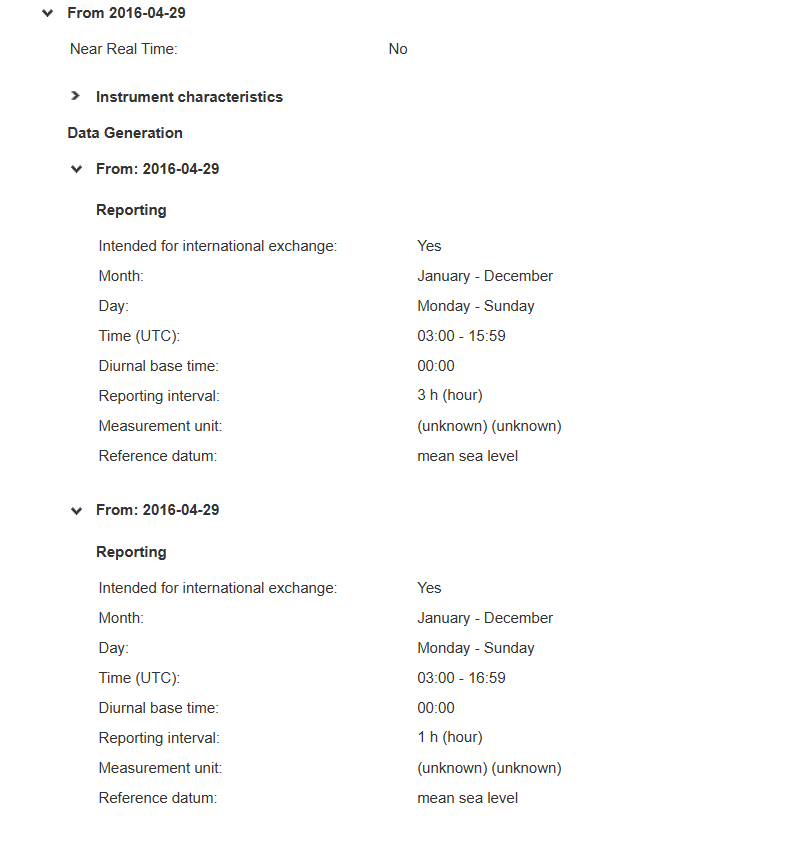 From 2016-04-29
Near Real Time: No
Instrument characteristics
Data Generation
From: 2016-04-29
Reporting
Intended for international exchange: Yes
Month: January - December
Day: Monday - Sunday
Time (UTC): 03:00 - 15:59
Diurnal base time: 00:00
Reporting interval: 3 h (hour)
Measurement unit: (unknown) (unknown)
Reference datum: mean sea level
From: 2016-04-29
Reporting
Intended for international exchange: Yes
Month: January - December
Day: Monday - Sunday
Time (UTC): 03:00 - 16:59
Diurnal base time: 00:00
Reporting interval: 1 h (hour)
Measurement unit: (unknown) (unknown)
Reference datum: mean sea level